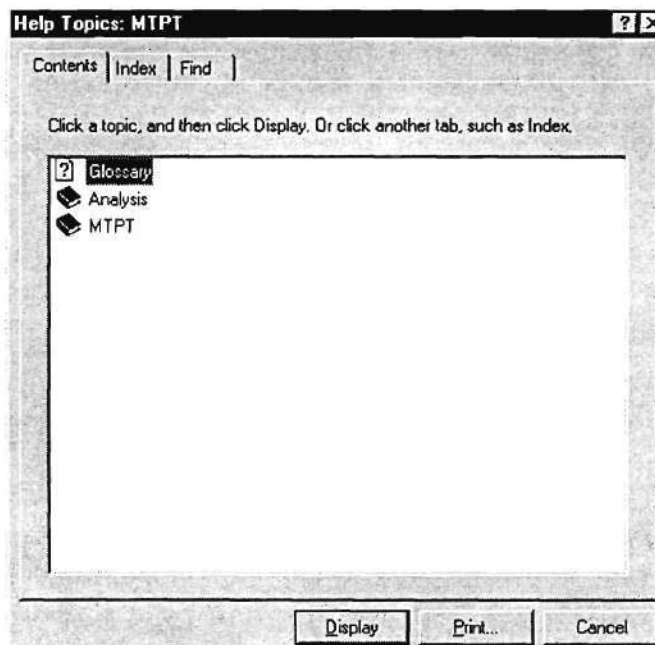 Help Topics: MTPT
Contents Index Find
Click a topic, and then click Display. Or click another tab, such as Index.
Glossary
Analysis
MTPT
Display Print... Cancel